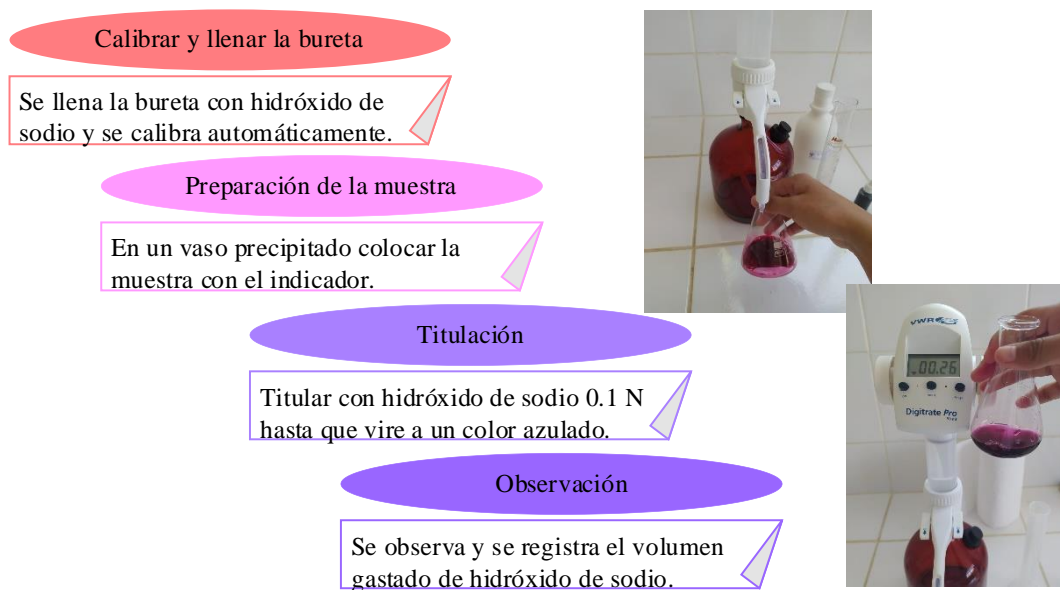 Calibrar y llenar la bureta
Se llena la bureta con hidróxido de
sodio y se calibra automáticamente.
Preparación de la muestra
En un vaso precipitado colocar la
muestra con el indicador.
Titulación
Titular con hidróxido de sodio 0.1 N
hasta que vire a un color azulado.
Observación
Se observa y se registra el volumen
gastado de hidróxido de sodio.
VWR
.00.26
Digitrate Pro